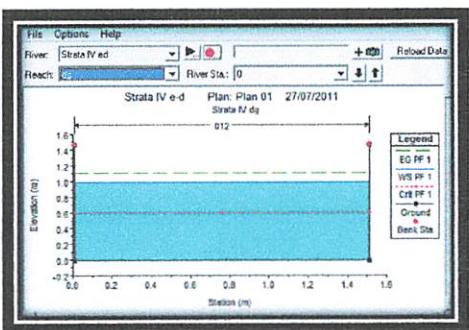 File Options Help
River: Strata IV ed Reload Data
Reach: River Sta.: 0
Strata IV e-d Plan: Plan 01 27/07/2011
Strata IV dg
.012
Legend
EG PF 1
WS PF 1
Crit PF 1
Ground
Bank Sta
Elevation (m)
1.6
1.4
1.2
1.0
0.8
0.6
0.4
0.2
0.0
-0.2
0.0 0.2 0.4 0.6 0.8 1.0 1.2 1.4 1.6
Station (m)